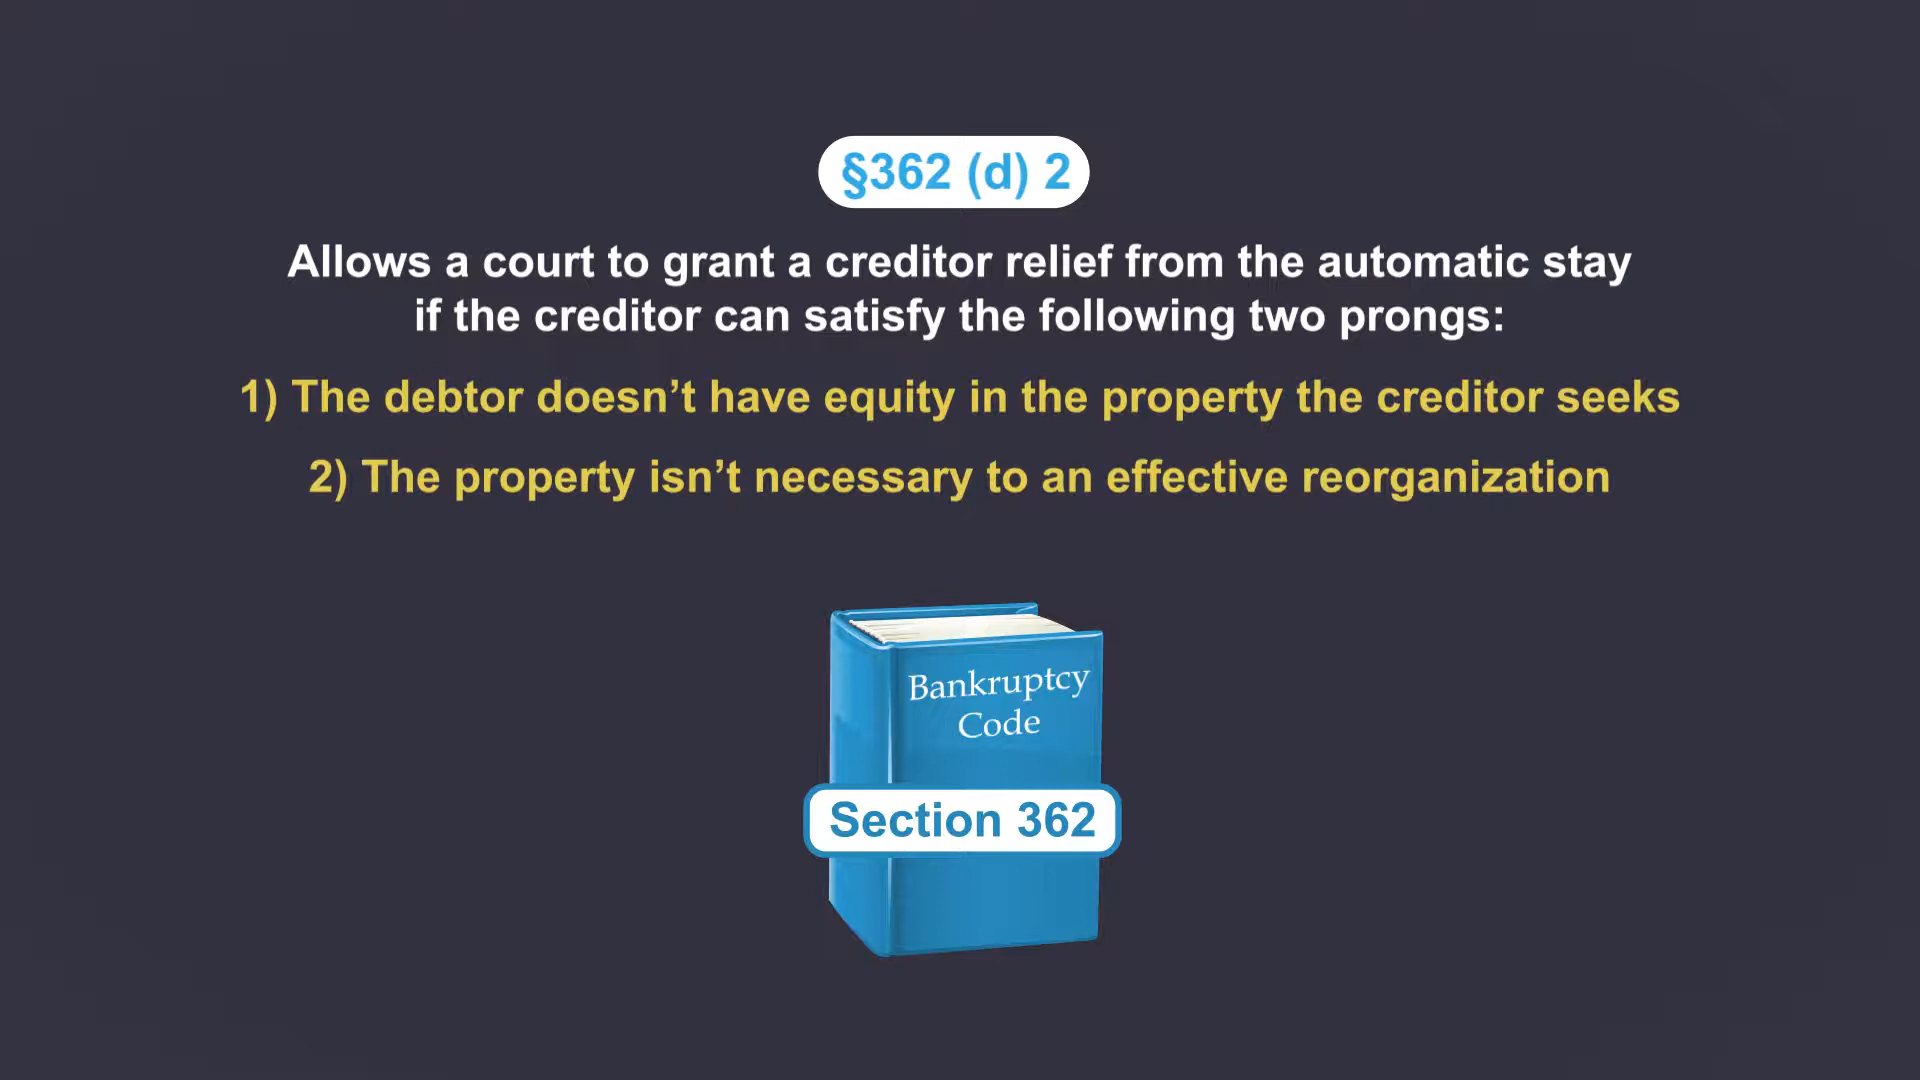 §362 (d) 2
Allows a court to grant a creditor relief from the automatic stay
if the creditor can satisfy the following two prongs:
1) The debtor doesn’t have equity in the property the creditor seeks
2) The property isn’t necessary to an effective reorganization
Bankruptcy
Code
Section 362